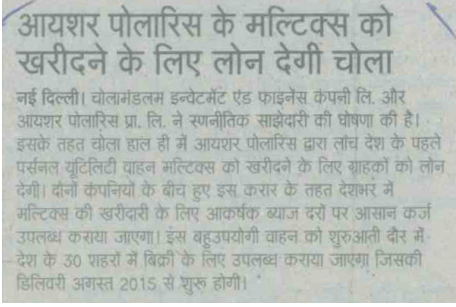 आयशर पोलारिस के मल्टिक्स को
खरीदने के लिए लोन देगी चोला
नई दिल्ली। चोलामंडलम इन्वेटमेंट एंड फाइनेंस कंपनी लि. और
आयशर पोलारिस प्रा. लि. ने रणनीतिक साझेदारी की घोषणा की है।
इसके तहत चोला हाल ही में आयशर पोलारिस द्वारा लांच देश के पहले
पर्सनल यूटिलिटी वाहन मल्टिक्स को खरीदने के लिए ग्राहकों को लोन
देगी। दोनों कंपनियों के बीच हुए इस करार के तहत देशभर में
मल्टिक्स की खरीदारी के लिए आकर्षक ब्याज दरों पर आसान कर्ज
उपलब्ध कराया जाएगा। इस बहुउपयोगी वाहन को शुरुआती दौर में
देश के 30 शहरों में बिक्री के लिए उपलब्ध कराया जाएगा जिसकी
डिलिवरी अगस्त 2015 से शुरू होगी।